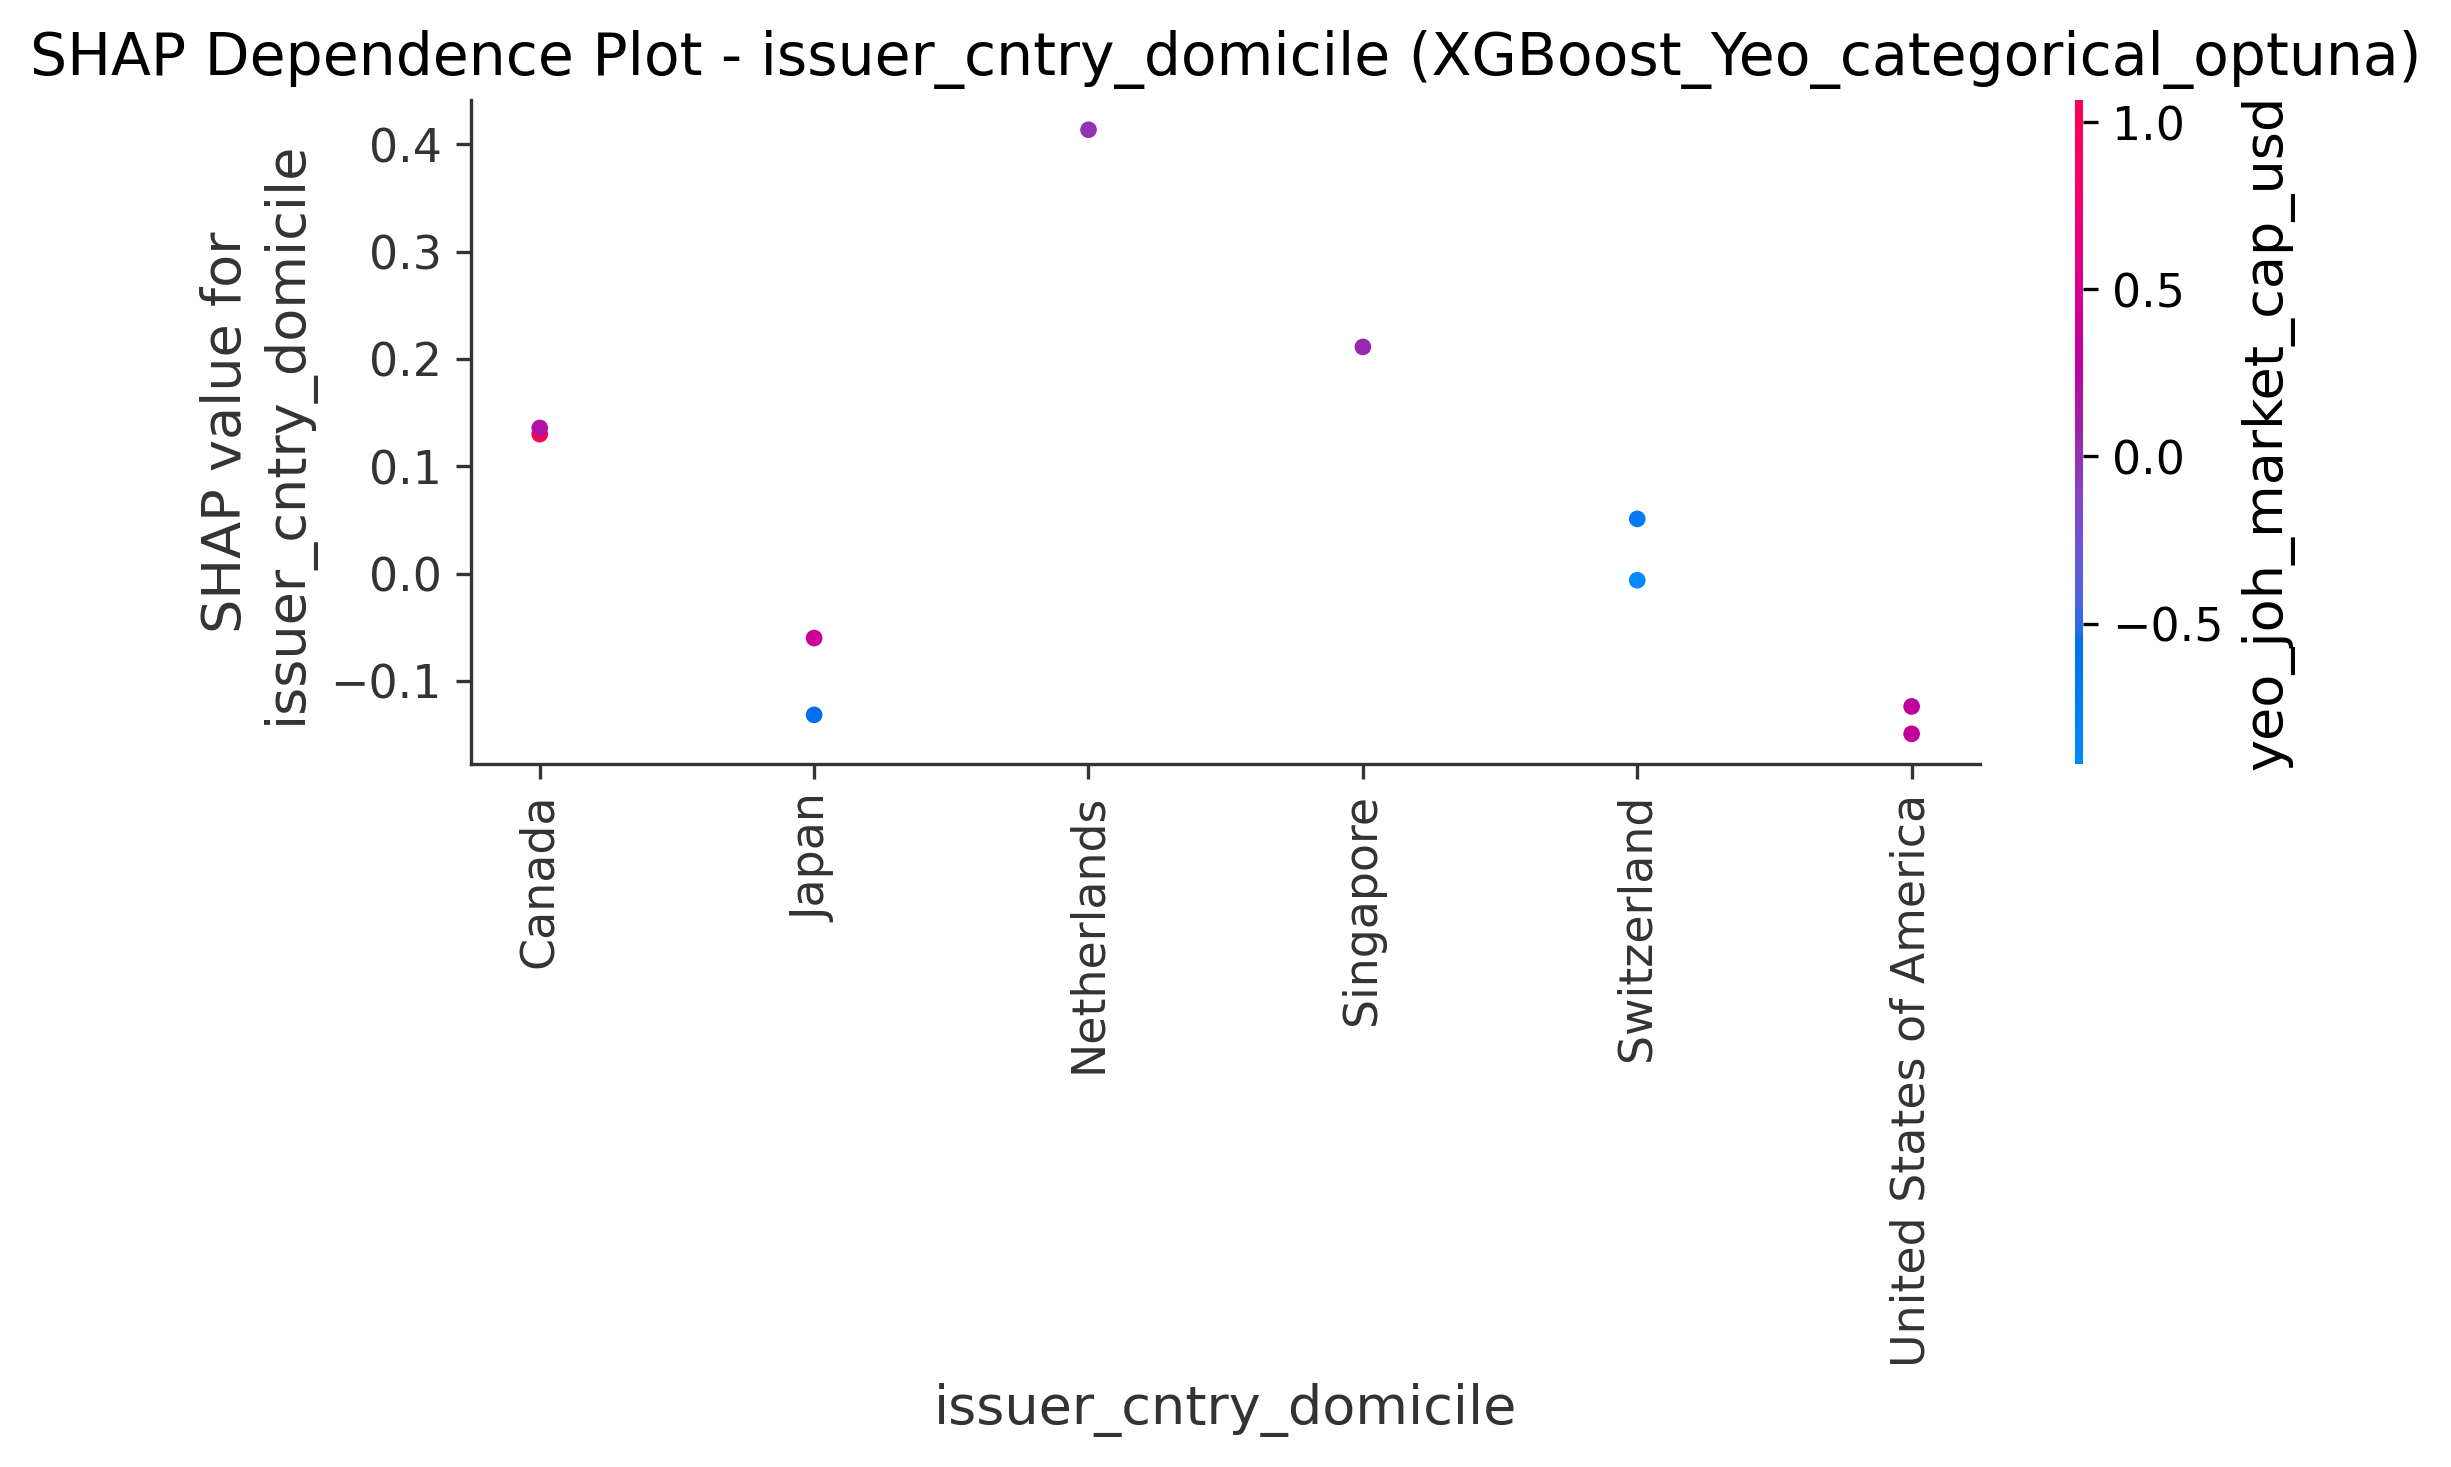 SHAP Dependence Plot - issuer_cntry_domicile (XGBoost_Yeo_categorical_optuna)
SHAP value for
issuer_cntry_domicile
0.4
0.3
0.2
0.1
0.0
−0.1
Canada
Japan
Netherlands
Singapore
Switzerland
United States of America
issuer_cntry_domicile
1.0
0.5
0.0
−0.5
yeo_joh_market_cap_usd